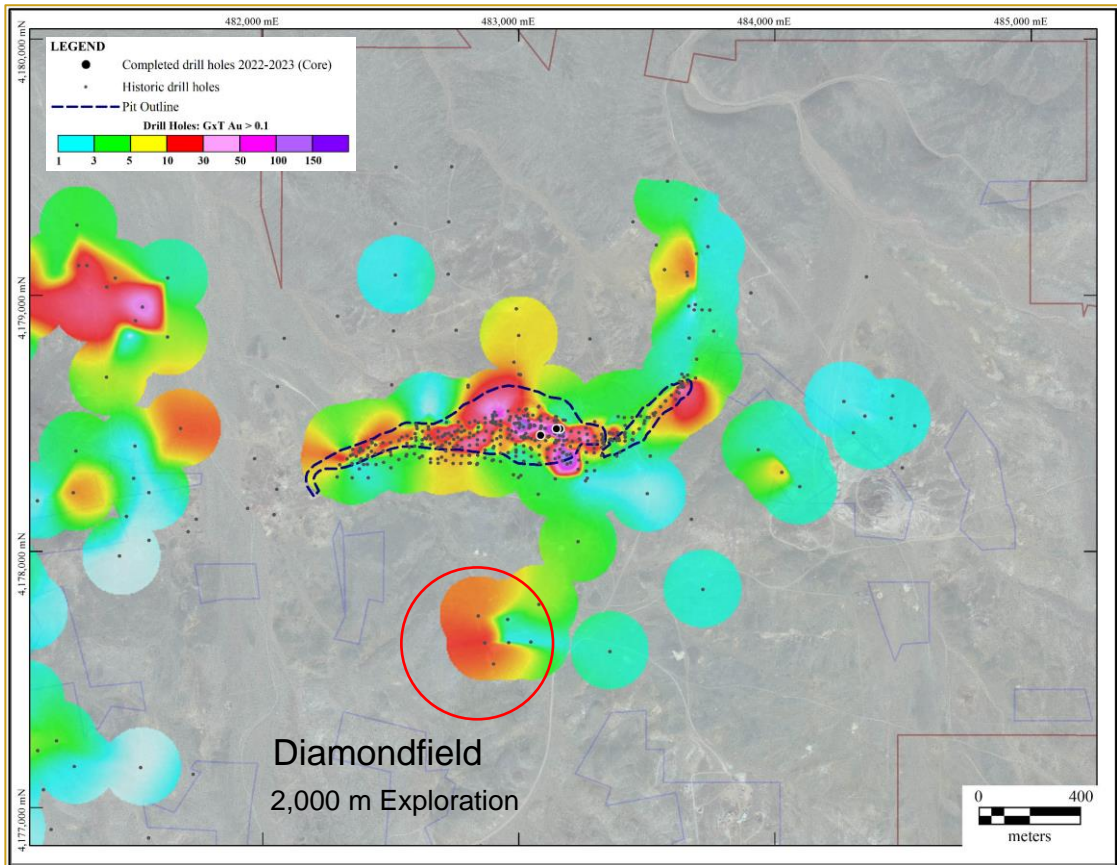 482,000 mE 483,000 mE 484,000 mE 485,000 mE
4,180,000 mN
LEGEND
Completed drill holes 2022-2023 (Core)
Historic drill holes
Pit Outline
Drill Holes: GxT Au > 0.1
1 3 5 10 30 50 100 150
4,179,000 mN
4,178,000 mN
Diamondfield
2,000 m Exploration
0 400
meters
4,177,000 mN